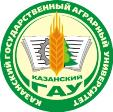 КАЗАНСКИЙ ГОСУДАРСТВЕННЫЙ АГРАРНЫЙ УНИВЕРСИТЕТ
КАЗАНСКИЙ
ГАУ